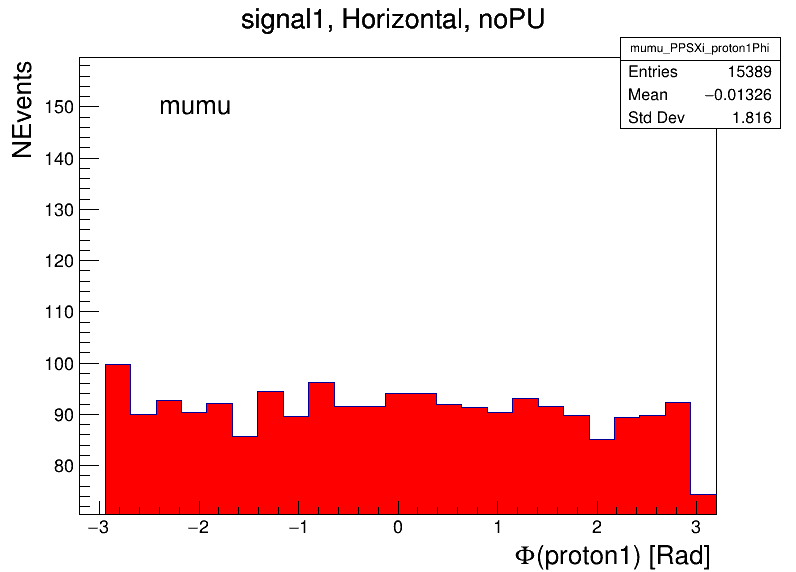 signal1, Horizontal, noPU
mumu_PPSXi_proton1Phi
Entries 15389
Mean −0.01326
Std Dev 1.816
NEvents
mumu
150
140
130
120
110
100
90
80
−3 −2 −1 0 1 2 3
Φ(proton1) [Rad]